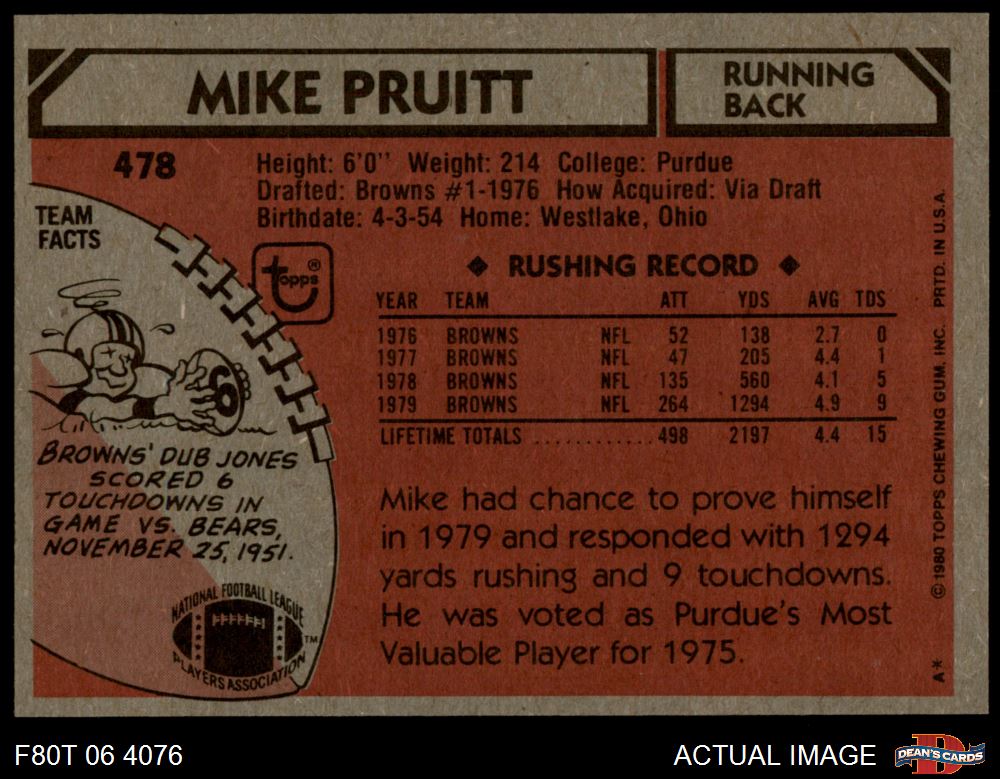 MIKE PRUITT
RUNNING
BACK
478
Height: 6'0" Weight: 214 College: Purdue
Drafted: Browns #1-1976 How Acquired: Via Draft
Birthdate: 4-3-54 Home: Westlake, Ohio
TEAM
FACTS
topps®
◆ RUSHING RECORD ◆
YEAR TEAM ATT YDS AVG TDS
1976 BROWNS NFL 52 138 2.7 0
1977 BROWNS NFL 47 205 4.4 1
1978 BROWNS NFL 135 560 4.1 5
1979 BROWNS NFL 264 1294 4.9 9
LIFETIME TOTALS ............ 498 2197 4.4 15
6
BROWNS' DUB JONES
SCORED 6
TOUCHDOWNS IN
GAME VS. BEARS,
NOVEMBER 25, 1951.
Mike had chance to prove himself
in 1979 and responded with 1294
yards rushing and 9 touchdowns.
He was voted as Purdue's Most
Valuable Player for 1975.
NATIONAL FOOTBALL LEAGUE
PLAYERS ASSOCIATION
TM
A* © 1980 TOPPS CHEWING GUM, INC. PRTD. IN U.S.A.
F80T 06 4076
ACTUAL IMAGE
D
DEAN'S CARDS